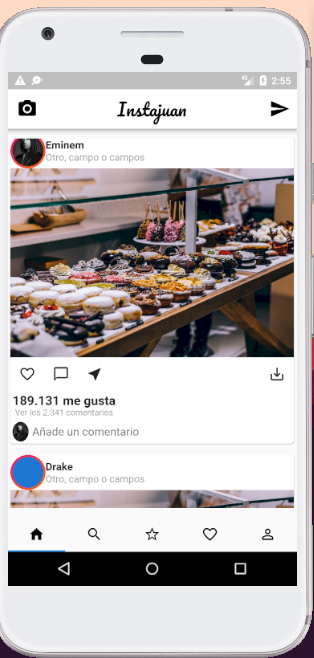 2:55
Instajuan
Eminem
Otro, campo o campos
189.131 me gusta
Ver los 2.341 comentarios
Añade un comentario
Drake
Otro, campo o campos